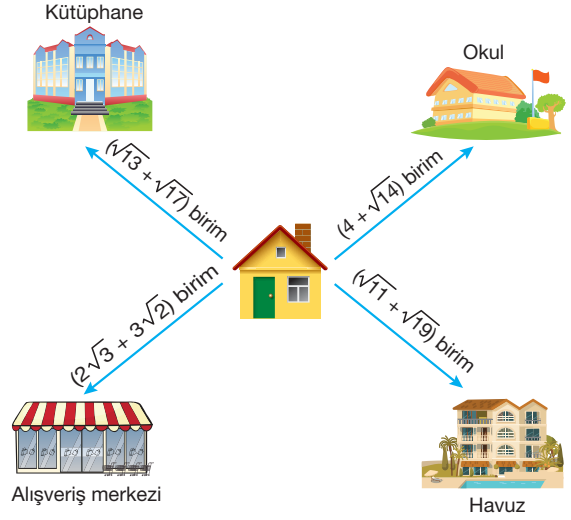 Kütüphane
Okul
(√13 + √17) birim
(4 + √14) birim
(2√3 + 3√2) birim
(√11 + √19) birim
Alışveriş merkezi
Havuz